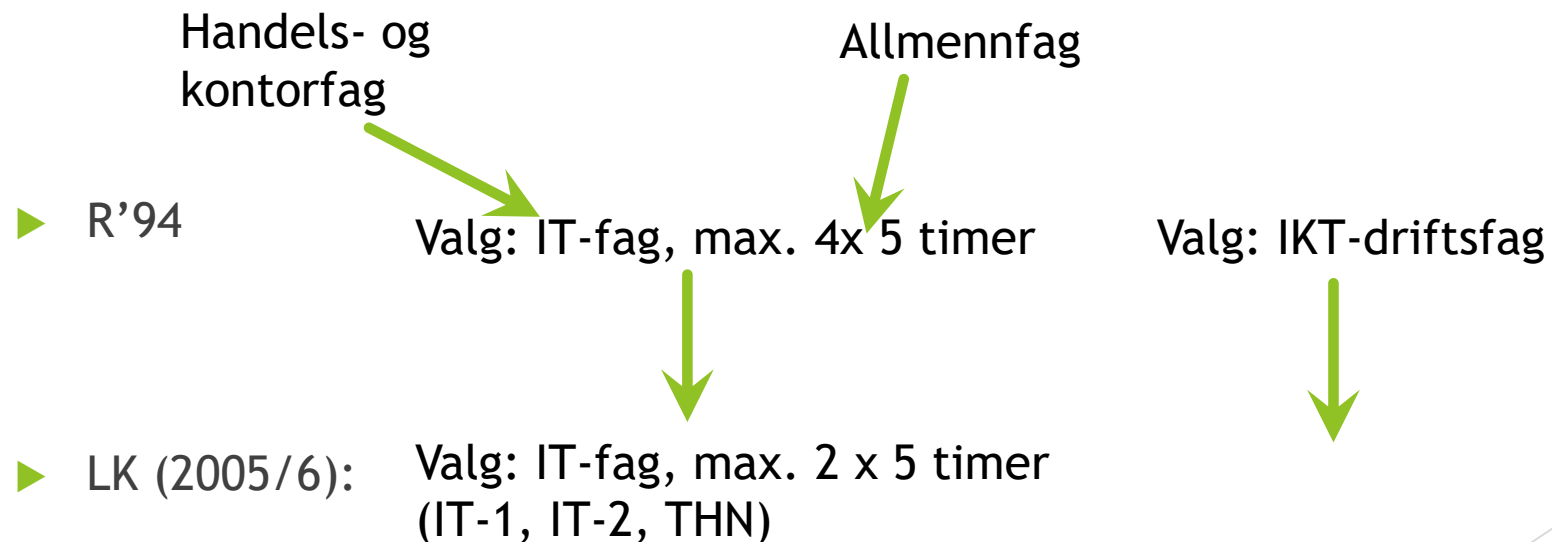 Handels- og
kontorfag
Allmennfag
R’94
Valg: IT-fag, max. 4x 5 timer
Valg: IKT-driftsfag
LK (2005/6):
Valg: IT-fag, max. 2 x 5 timer
(IT-1, IT-2, THN)